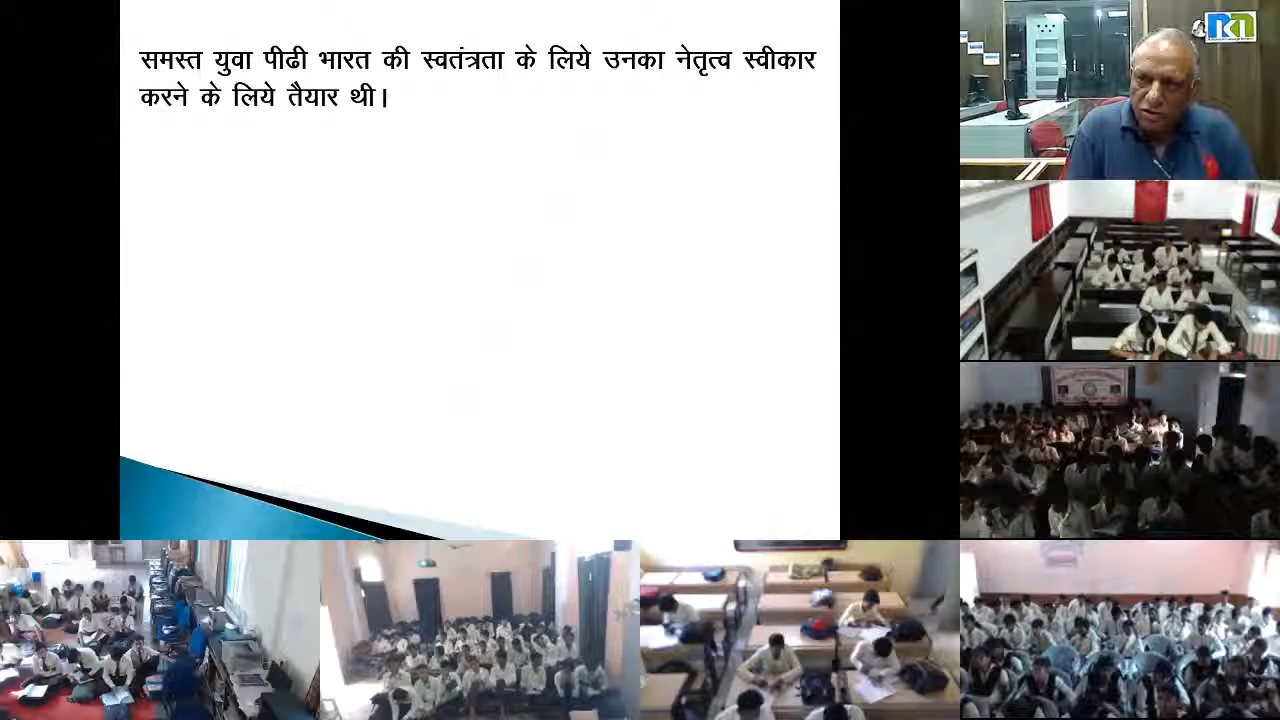 समस्त युवा पीढी भारत की स्वतंत्रता के लिये उनका नेतृत्व स्वीकार
करने के लिये तैयार थी।